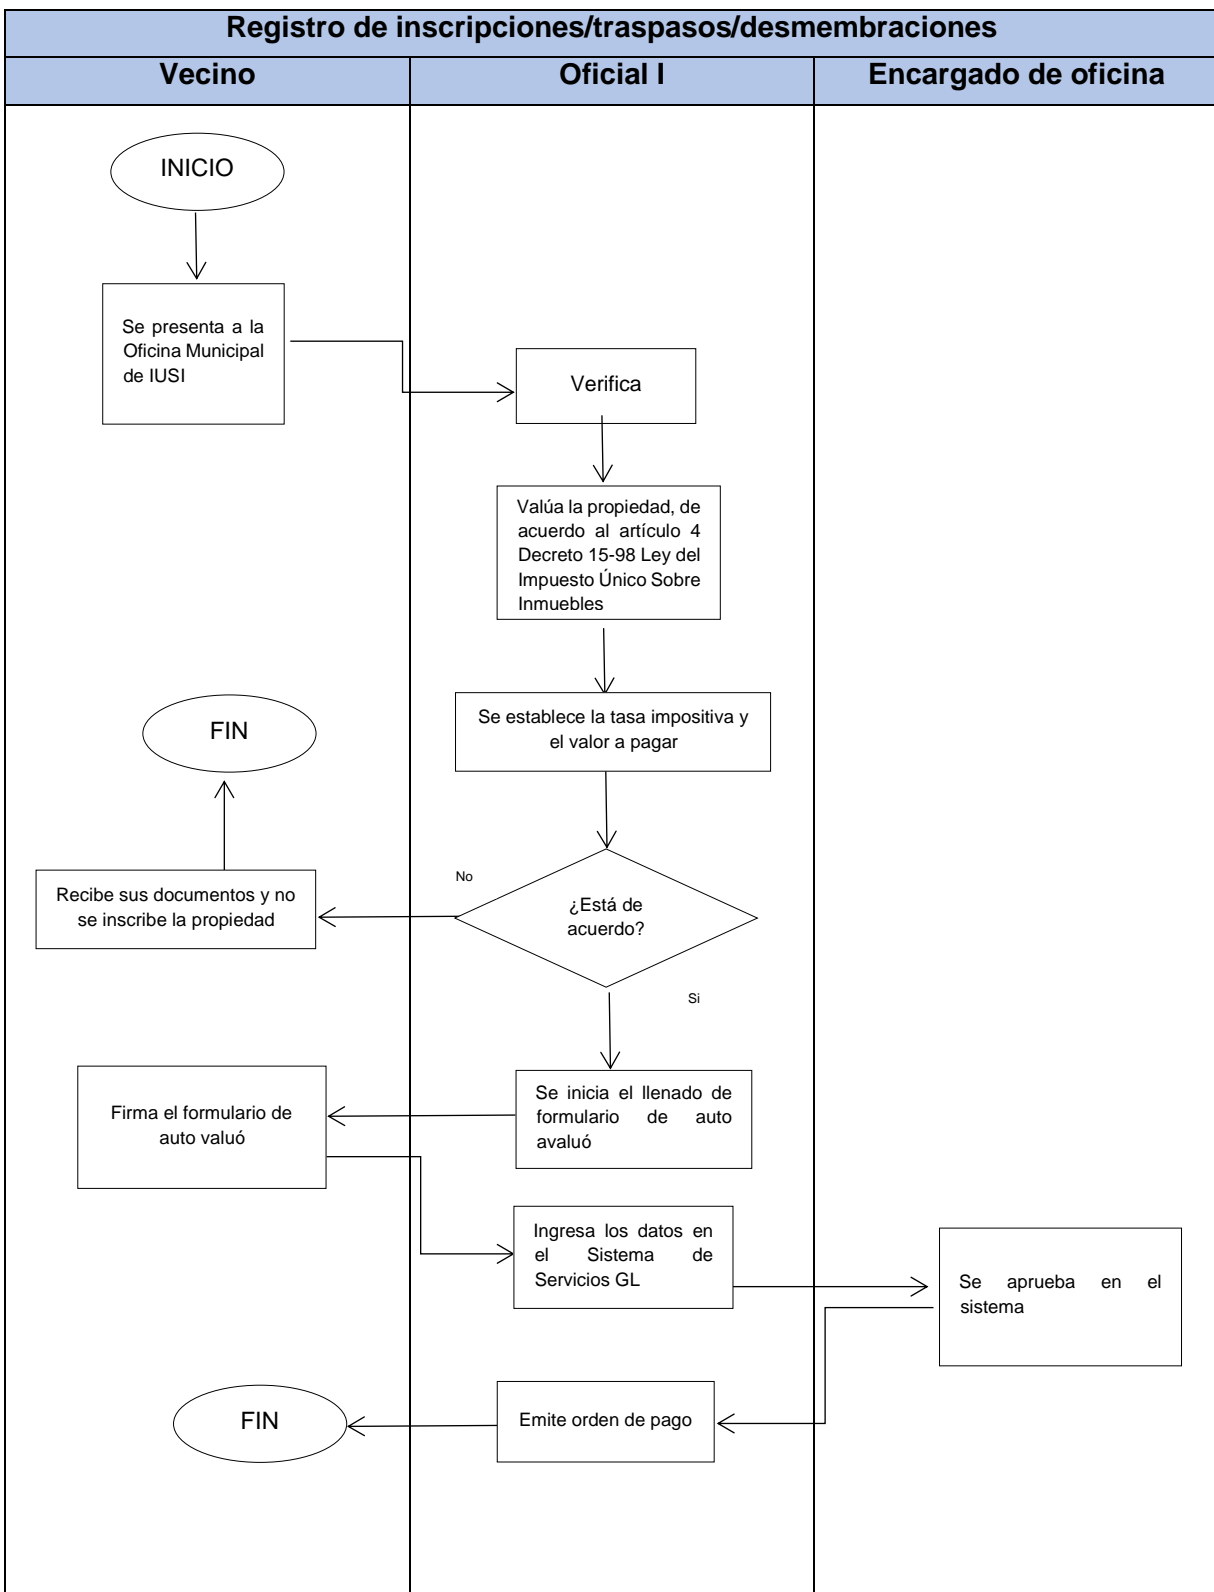 Registro de inscripciones/traspasos/desmembraciones
Vecino
Oficial I
Encargado de oficina
INICIO
Se presenta a la
Oficina Municipal
de IUSI
Verifica
Valúa la propiedad, de
acuerdo al artículo 4
Decreto 15-98 Ley del
Impuesto Único Sobre
Inmuebles
Se establece la tasa impositiva y
el valor a pagar
FIN
¿Está de
acuerdo?
No
Recibe sus documentos y no
se inscribe la propiedad
Si
Se inicia el llenado de
formulario de auto
avaluó
Firma el formulario de
auto valuó
Ingresa los datos en
el Sistema de
Servicios GL
Se aprueba en el
sistema
Emite orden de pago
FIN